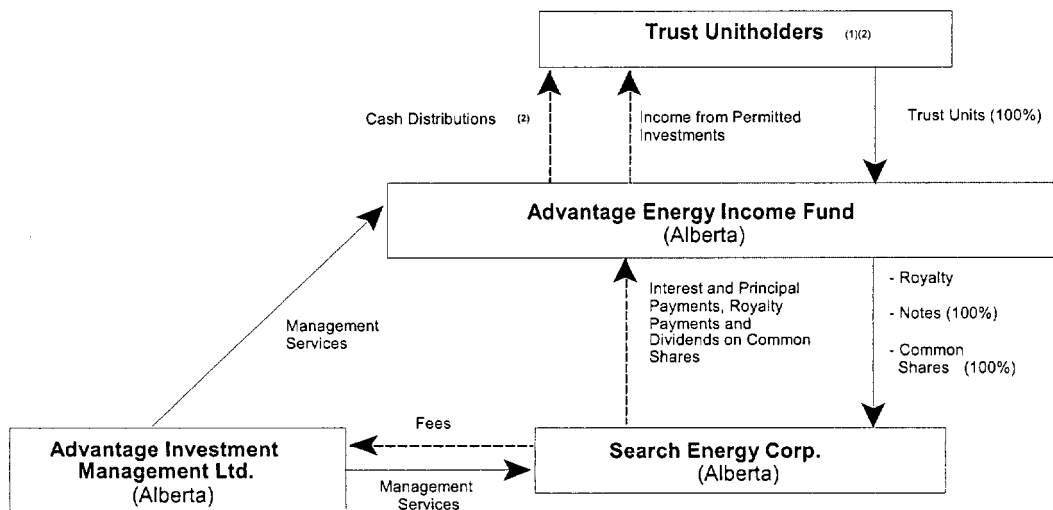 Trust Unitholders (1)(2)
Cash Distributions (2)
Income from Permitted
Investments
Trust Units (100%)
Advantage Energy Income Fund
(Alberta)
Management
Services
Interest and Principal
Payments, Royalty
Payments and
Dividends on Common
Shares
- Royalty
- Notes (100%)
- Common
Shares (100%)
Advantage Investment
Management Ltd.
(Alberta)
Fees
Management
Services
Search Energy Corp.
(Alberta)